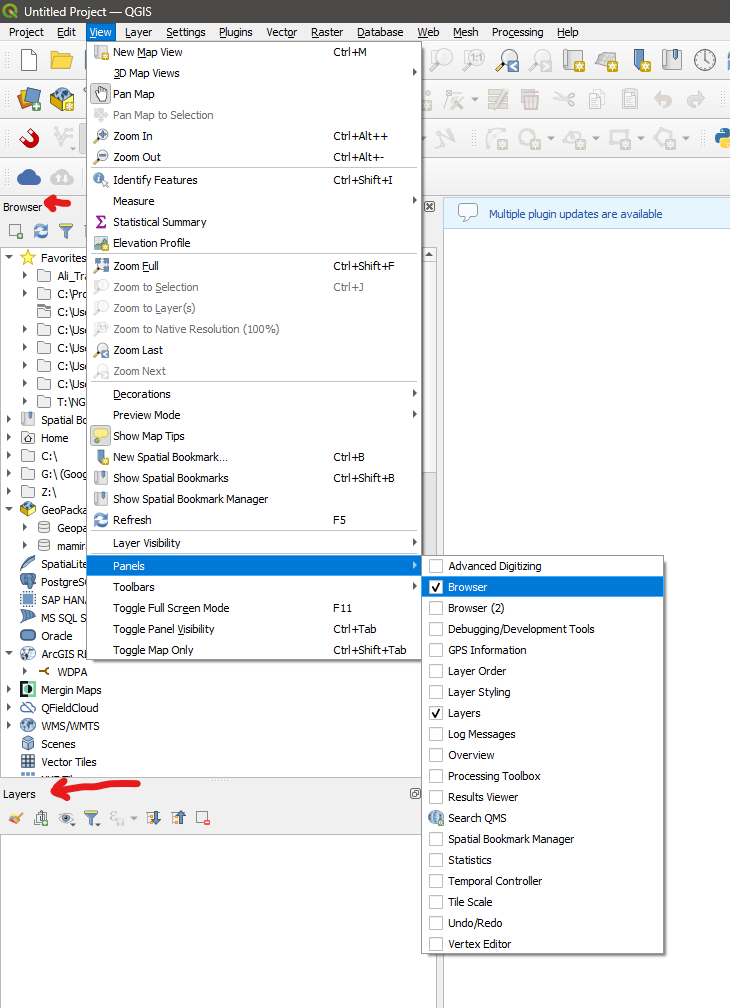 Untitled Project — QGIS
Project Edit View Layer Settings Plugins Vector Raster Database Web Mesh Processing Help
New Map View Ctrl+M
3D Map Views
Pan Map
Pan Map to Selection
Zoom In Ctrl+Alt++
Zoom Out Ctrl+Alt+-
Identify Features Ctrl+Shift+I
Measure
Statistical Summary
Elevation Profile
Zoom Full Ctrl+Shift+F
Zoom to Selection Ctrl+J
Zoom to Layer(s)
Zoom to Native Resolution (100%)
Zoom Last
Zoom Next
Decorations
Preview Mode
Show Map Tips
New Spatial Bookmark... Ctrl+B
Show Spatial Bookmarks Ctrl+Shift+B
Show Spatial Bookmark Manager
Refresh F5
Layer Visibility
Panels
Toolbars
Toggle Full Screen Mode F11
Toggle Panel Visibility Ctrl+Tab
Toggle Map Only Ctrl+Shift+Tab
Advanced Digitizing
Browser
Browser (2)
Debugging/Development Tools
GPS Information
Layer Order
Layer Styling
Layers
Log Messages
Overview
Processing Toolbox
Results Viewer
Search QMS
Spatial Bookmark Manager
Statistics
Temporal Controller
Tile Scale
Undo/Redo
Vertex Editor
Multiple plugin updates are available
Browser
Favorites
Ali_Tra
C:\Pro
C:\Use
C:\Use
C:\Use
C:\Use
C:\Use
T:\NG
Spatial Bo
Home
C:\
G:\ (Goog
Z:\
GeoPacka
Geopa
mamir
SpatiaLite
PostgreSQ
SAP HANA
MS SQL S
Oracle
ArcGIS RE
WDPA
Mergin Maps
QFieldCloud
WMS/WMTS
Scenes
Vector Tiles
Layers